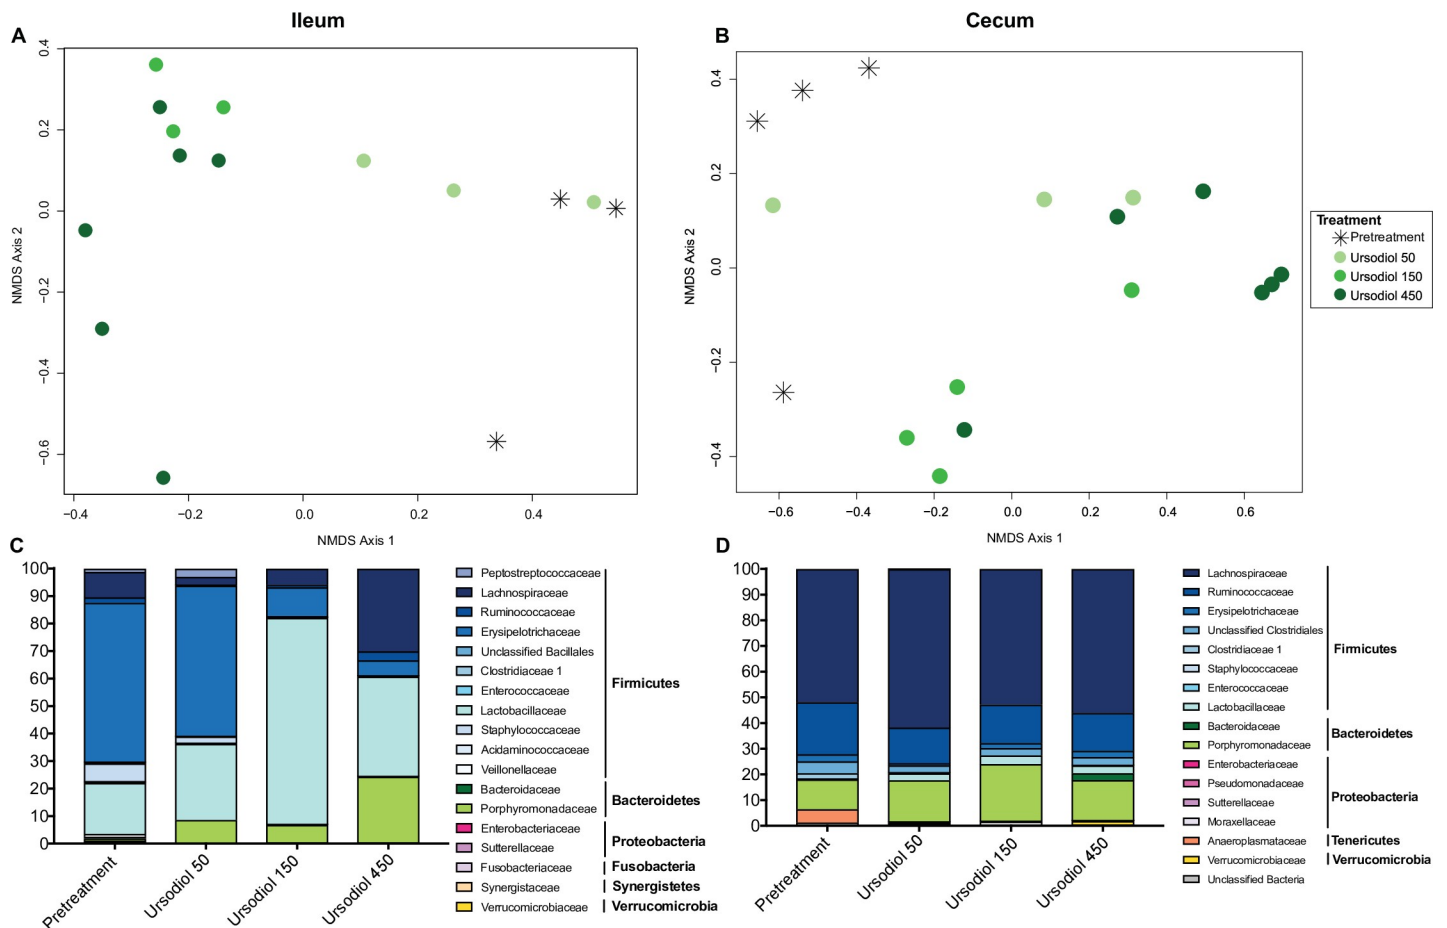 Ileum
Cecum
A
B
0.4
0.2
0.0
−0.2
−0.4
−0.6
NMDS Axis 2
−0.4
−0.2
0.0
0.2
0.4
NMDS Axis 1
0.4
0.2
0.0
−0.2
−0.4
NMDS Axis 2
−0.6
−0.4
−0.2
0.0
0.2
0.4
0.6
NMDS Axis 1
Treatment
Pretreatment
Ursodiol 50
Ursodiol 150
Ursodiol 450
C
100
90
80
70
60
50
40
30
20
10
0
Pretreatment
Ursodiol 50
Ursodiol 150
Ursodiol 450
Peptostreptococcaceae
Lachnospiraceae
Ruminococcaceae
Erysipelotrichaceae
Unclassified Bacillales
Clostridiaceae 1
Enterococcaceae
Lactobacillaceae
Staphylococcaceae
Acidaminococcaceae
Veillonellaceae
Bacteroidaceae
Porphyromonadaceae
Enterobacteriaceae
Sutterellaceae
Fusobacteriaceae
Synergistaceae
Verrucomicrobiaceae
Firmicutes
Bacteroidetes
Proteobacteria
Fusobacteria
Synergistetes
Verrucomicrobia
D
100
90
80
70
60
50
40
30
20
10
0
Pretreatment
Ursodiol 50
Ursodiol 150
Ursodiol 450
Lachnospiraceae
Ruminococcaceae
Erysipelotrichaceae
Unclassified Clostridiales
Clostridiaceae 1
Staphylococcaceae
Enterococcaceae
Lactobacillaceae
Bacteroidaceae
Porphyromonadaceae
Enterobacteriaceae
Pseudomonadaceae
Sutterellaceae
Moraxellaceae
Anaeroplasmataceae
Verrucomicrobiaceae
Unclassified Bacteria
Firmicutes
Bacteroidetes
Proteobacteria
Tenericutes
Verrucomicrobia